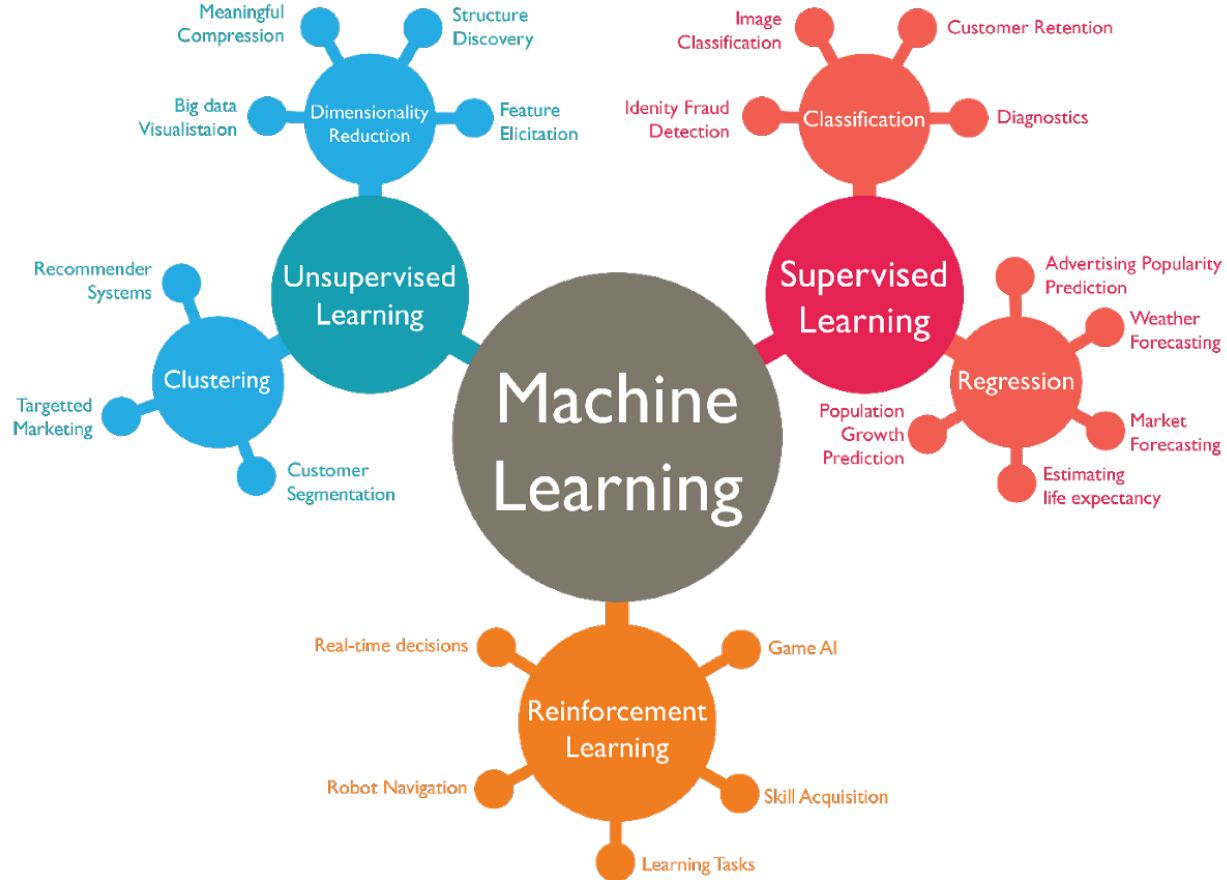 Meaningful
Compression
Structure
Discovery
Big data
Visualistaion
Dimensionality
Reduction
Feature
Elicitation
Unsupervised
Learning
Recommender
Systems
Clustering
Targetted
Marketing
Customer
Segmentation
Image
Classification
Customer Retention
Idenity Fraud
Detection
Classification
Diagnostics
Supervised
Learning
Advertising Popularity
Prediction
Weather
Forecasting
Regression
Population
Growth
Prediction
Market
Forecasting
Estimating
life expectancy
Machine
Learning
Real-time decisions
Game AI
Reinforcement
Learning
Robot Navigation
Skill Acquisition
Learning Tasks